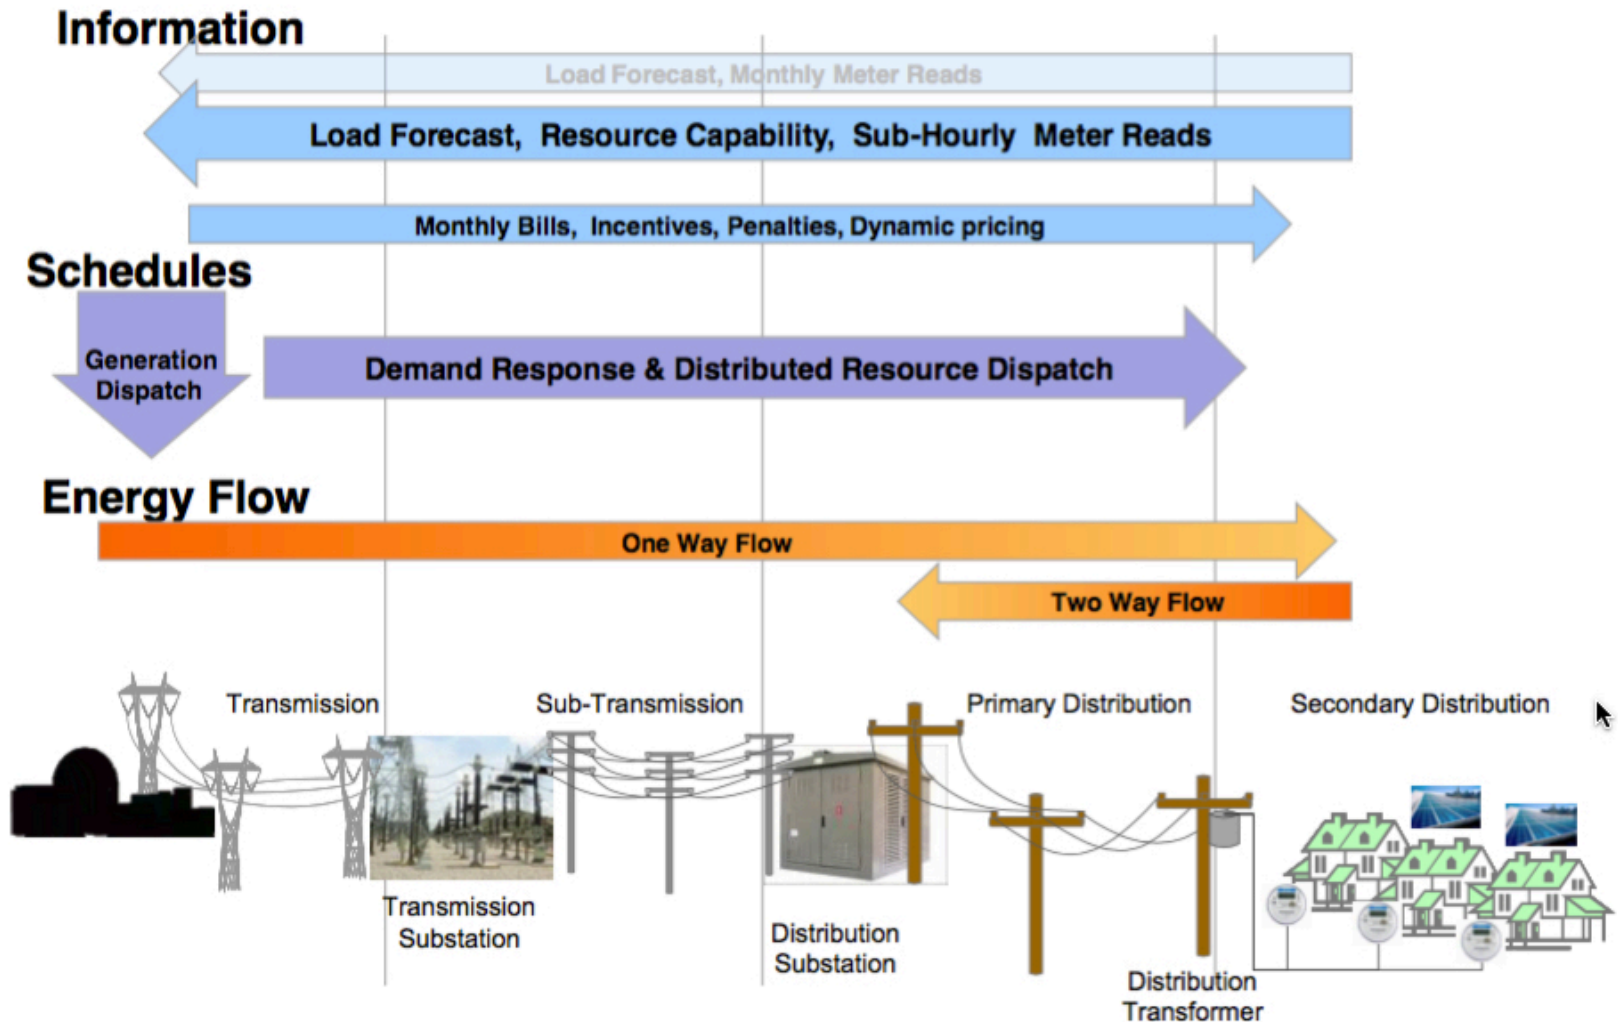 Information
Load Forecast, Monthly Meter Reads
Load Forecast, Resource Capability, Sub-Hourly Meter Reads
Monthly Bills, Incentives, Penalties, Dynamic pricing
Schedules
Generation
Dispatch
Demand Response & Distributed Resource Dispatch
Energy Flow
One Way Flow
Two Way Flow
Transmission
Sub-Transmission
Primary Distribution
Secondary Distribution
Transmission
Substation
Distribution
Substation
Distribution
Transformer